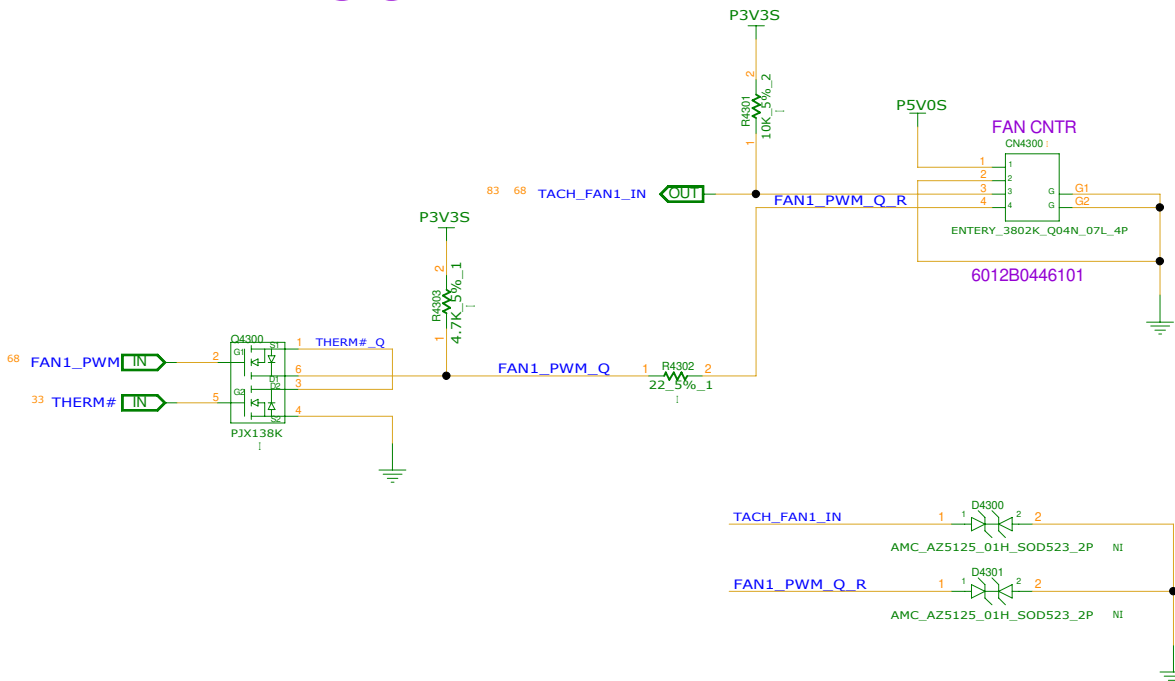 P3V3S
2
R4301
10K_5%_2
1
P5V0S
FAN CNTR
CN4300
1 1
2 2
3 3
4 4
G G1
G G2
ENTERY_3802K_Q04N_07L_4P
6012B0446101
83 68 TACH_FAN1_IN OUT
FAN1_PWM_Q_R
P3V3S
2
R4303
4.7K_5%_1
1
Q4300
68 FAN1_PWM IN 2
33 THERM# IN 5
G1
S1
D1
D2
G2
S2
1 THERM#_Q
6
3
4
PJX138K
FAN1_PWM_Q
1 R4302 2
22_5%_1
TACH_FAN1_IN
1 1 D4300 2 2
AMC_AZ5125_01H_SOD523_2P NI
FAN1_PWM_Q_R
1 1 D4301 2 2
AMC_AZ5125_01H_SOD523_2P NI